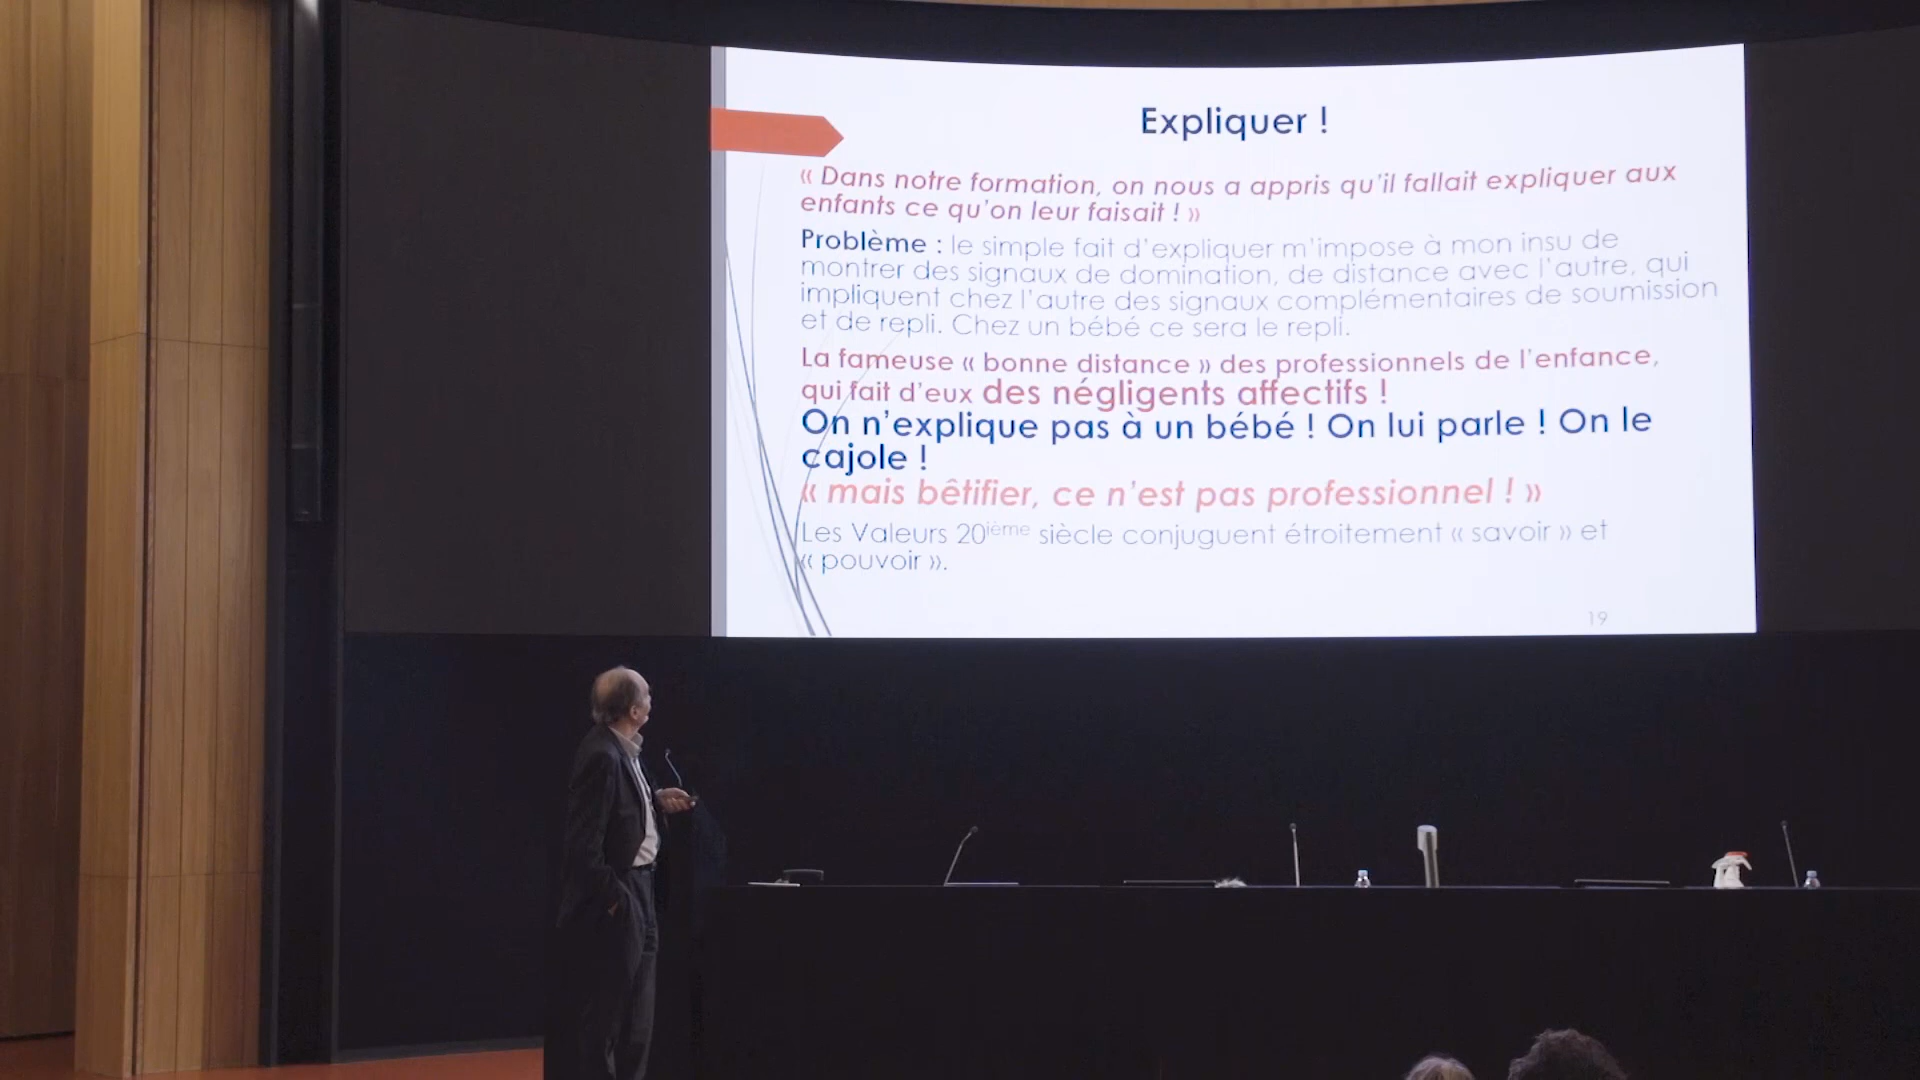 Expliquer !
« Dans notre formation, on nous a appris qu'il fallait expliquer aux
enfants ce qu'on leur faisait ! »
Problème : le simple fait d'expliquer m'impose à mon insu de
montrer des signaux de domination, de distance avec l'autre, qui
impliquent chez l'autre des signaux complémentaires de soumission
et de repli. Chez un bébé ce sera le repli.
La fameuse « bonne distance » des professionnels de l'enfance,
qui fait d'eux des négligents affectifs !
On n'explique pas à un bébé ! On lui parle ! On le
cajole !
« mais bêtifier, ce n'est pas professionnel ! »
Les Valeurs 20ième siècle conjuguent étroitement « savoir » et
« pouvoir ».
19